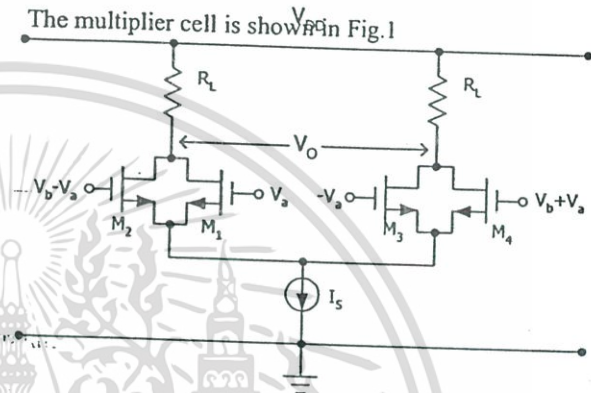 The multiplier cell is shown in Fig.1
V_DD
R_L
R_L
V_O
V_b-V_a
V_a
-V_a
V_b+V_a
M_2
M_1
M_3
M_4
I_S